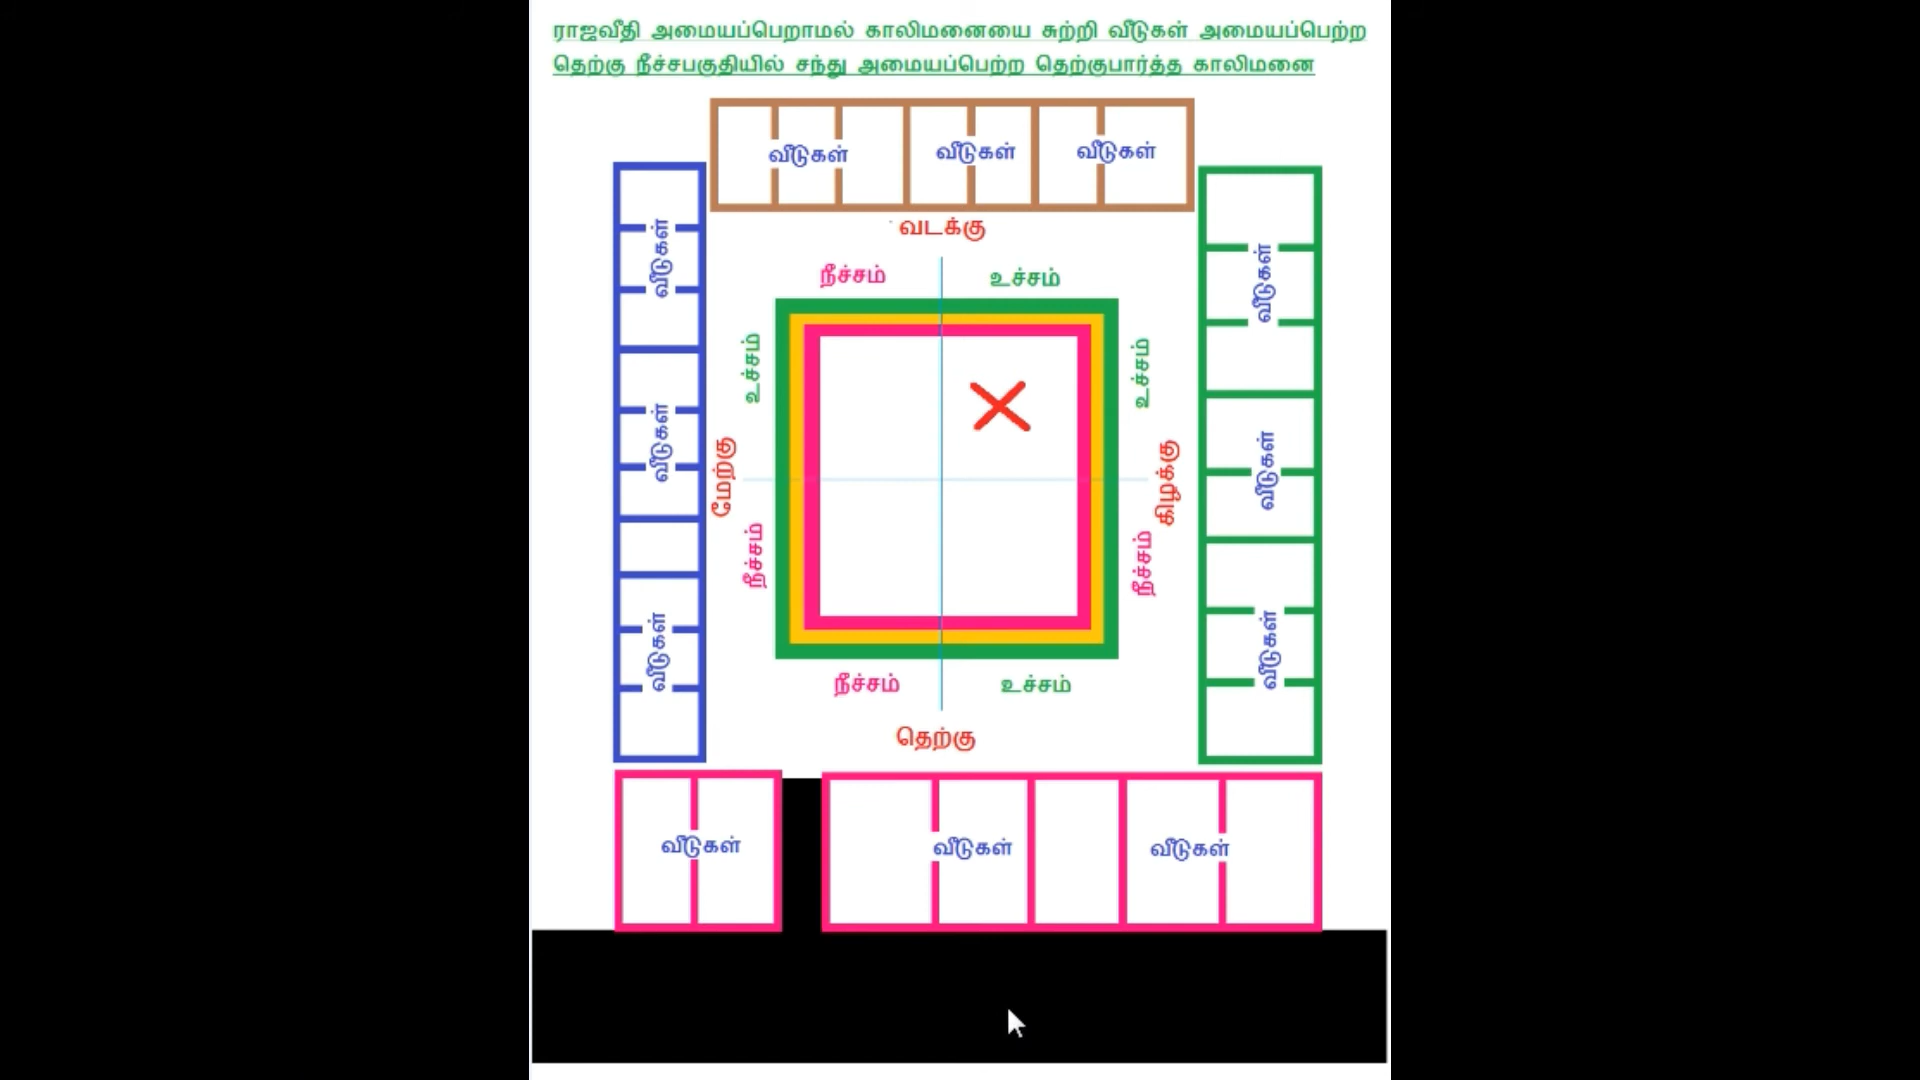 ராஜவீதி அமையப்பெறாமல் காலிமனையை சுற்றி வீடுகள் அமையப்பெற்ற
தெற்கு நீச்சபகுதியில் சந்து அமையப்பெற்ற தெற்குபார்த்த காலிமனை
வீடுகள்
வீடுகள்
வீடுகள்
வடக்கு
நீச்சம்
உச்சம்
வீடுகள்
வீடுகள்
உச்சம்
உச்சம்
வீடுகள்
மேற்கு
கிழக்கு
வீடுகள்
நீச்சம்
நீச்சம்
வீடுகள்
வீடுகள்
நீச்சம்
உச்சம்
தெற்கு
வீடுகள்
வீடுகள்
வீடுகள்